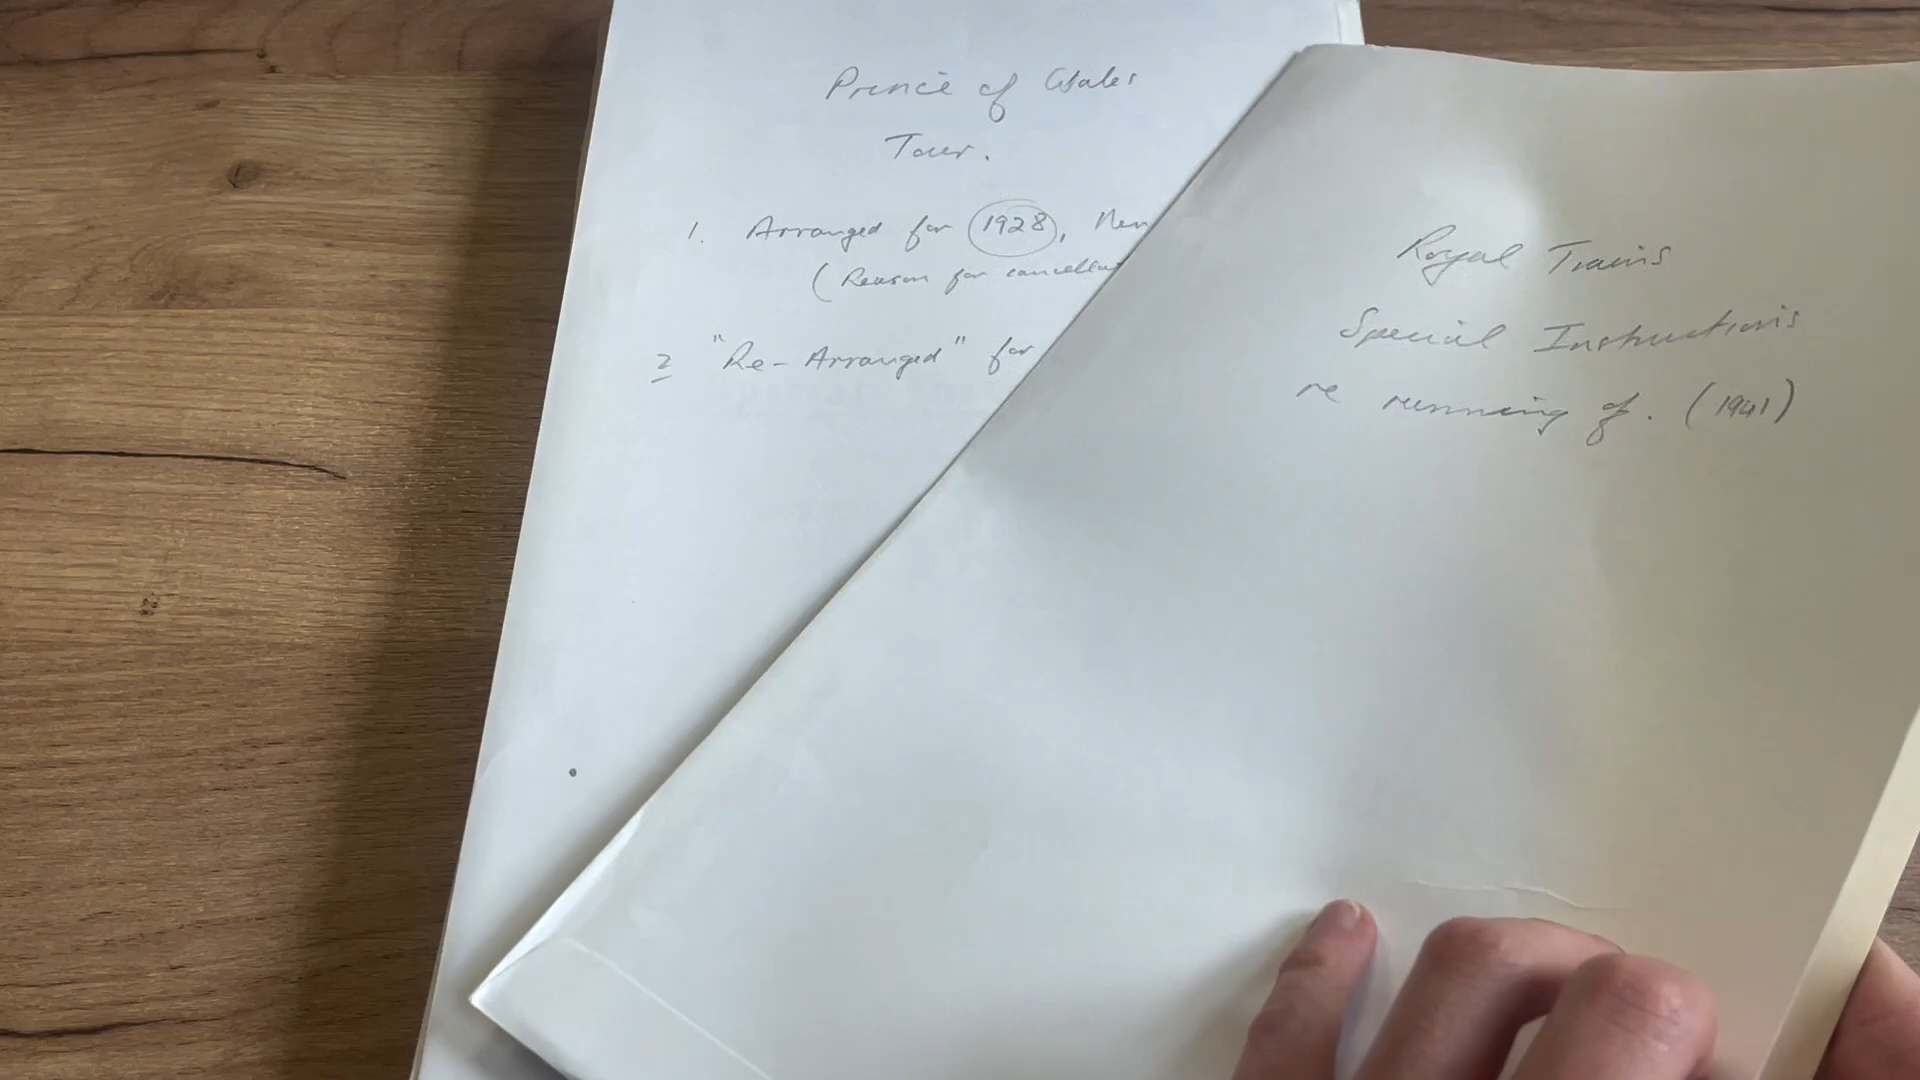 Prince of Wales
Tour.
1. Arranged for 1928,
(Reason for
2 "Re-Arranged" for
Royal Trains
Special Instructions
re running of. (1941)